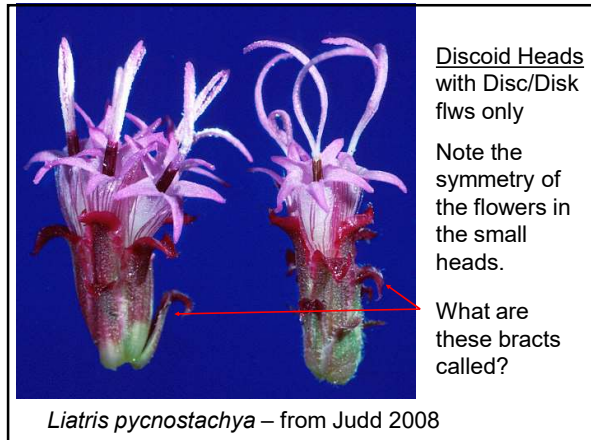 Discoid Heads
with Disc/Disk
flws only
Note the
symmetry of
the flowers in
the small
heads.
What are
these bracts
called?
Liatris pycnostachya – from Judd 2008